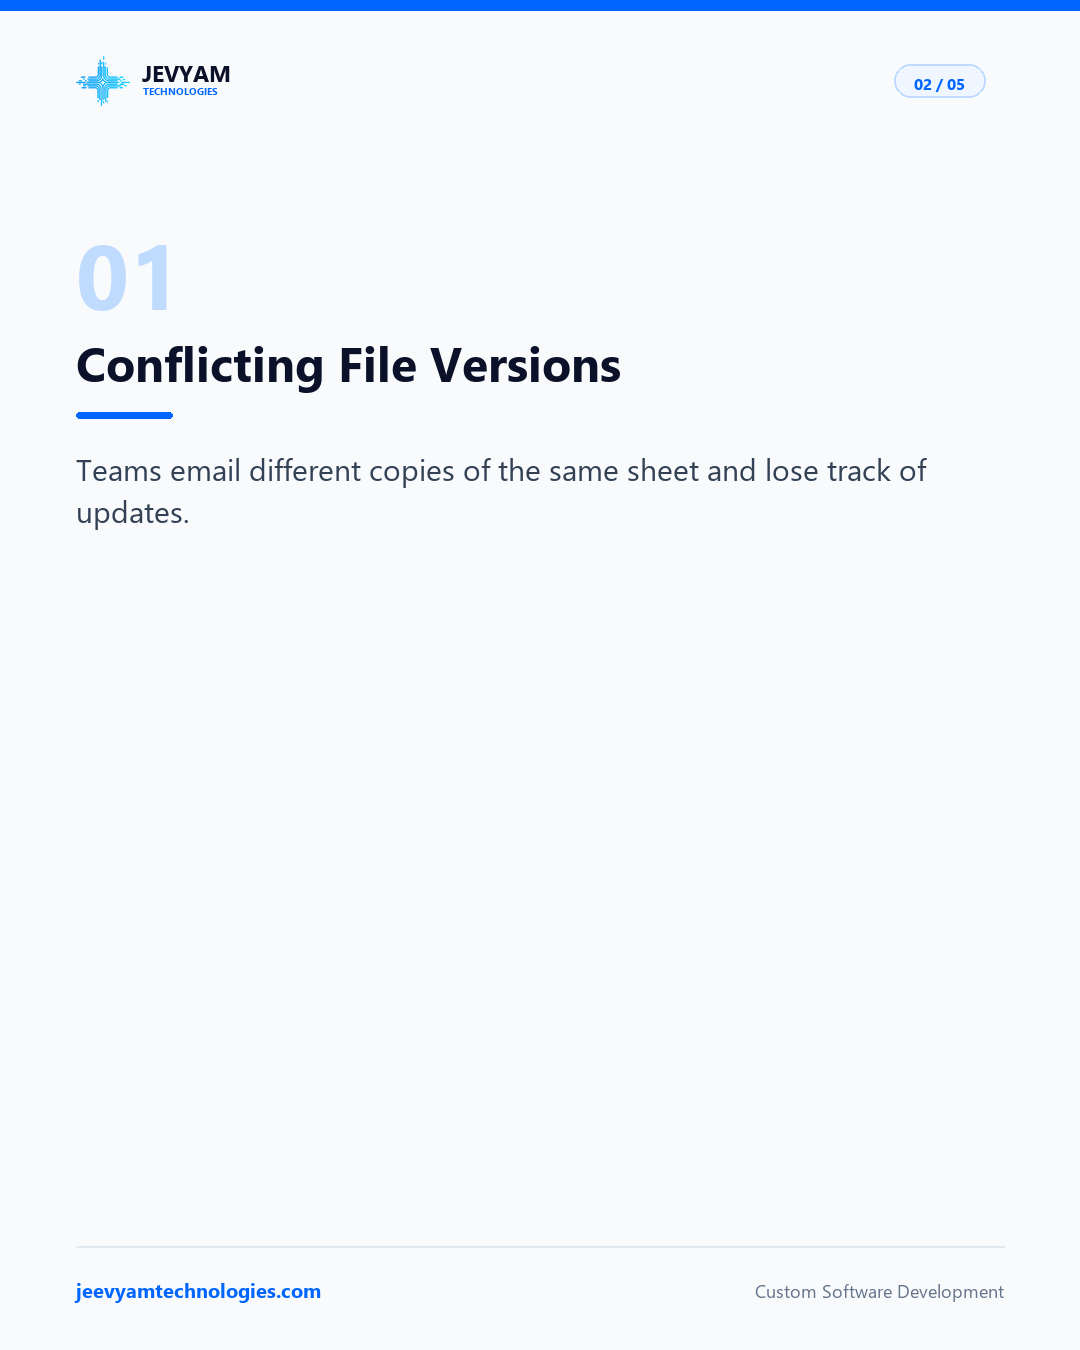 JEVYAM
TECHNOLOGIES
02 / 05
01
Conflicting File Versions
Teams email different copies of the same sheet and lose track of
updates.
jeevyamtechnologies.com
Custom Software Development